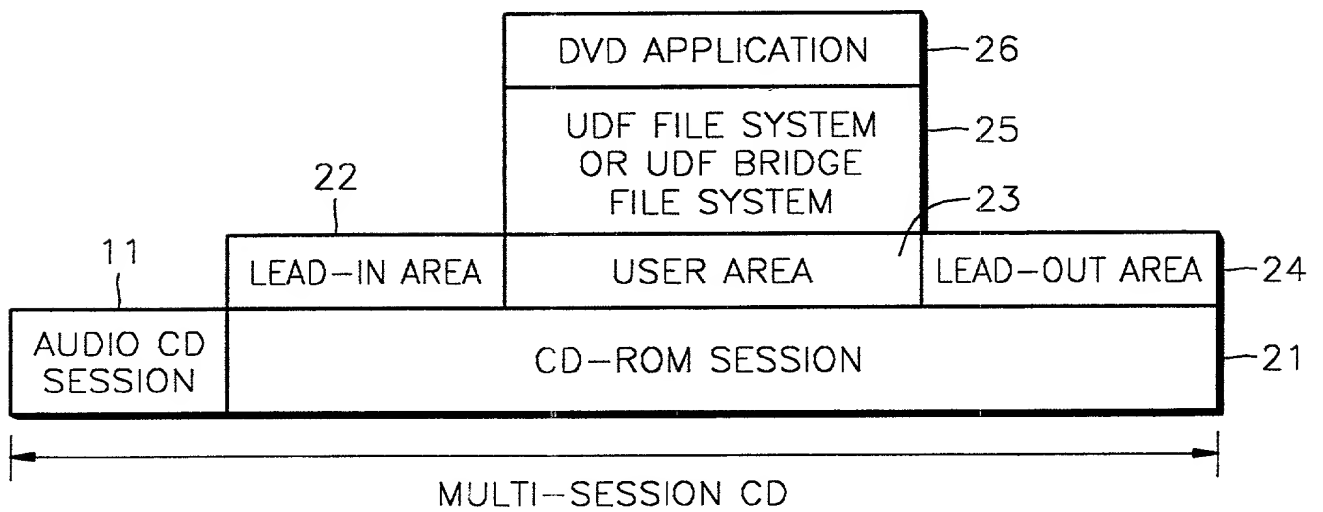 DVD APPLICATION
26
UDF FILE SYSTEM
OR UDF BRIDGE
FILE SYSTEM
25
22
23
11
LEAD-IN AREA
USER AREA
LEAD-OUT AREA
24
AUDIO CD
SESSION
CD-ROM SESSION
21
MULTI-SESSION CD